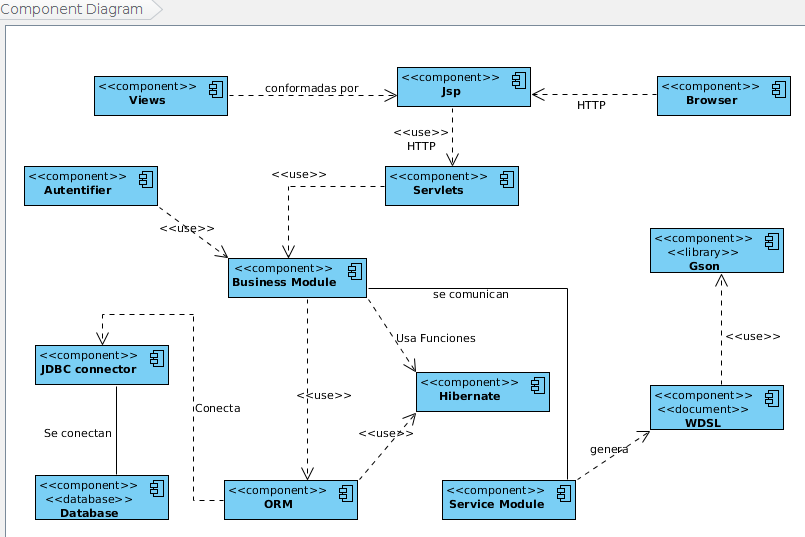 Component Diagram
<<component>>
Views
conformadas por
<<component>>
Jsp
HTTP
<<component>>
Browser
<<use>>
HTTP
<<component>>
Autentifier
<<use>>
<<use>>
<<component>>
Servlets
<<component>>
<<library>>
Gson
<<component>>
Business Module
se comunican
Usa Funciones
<<use>>
<<component>>
JDBC connector
<<component>>
Hibernate
<<use>>
Conecta
<<component>>
<<document>>
WDSL
Se conectan
<<use>>
genera
<<component>>
<<database>>
Database
<<component>>
ORM
<<component>>
Service Module